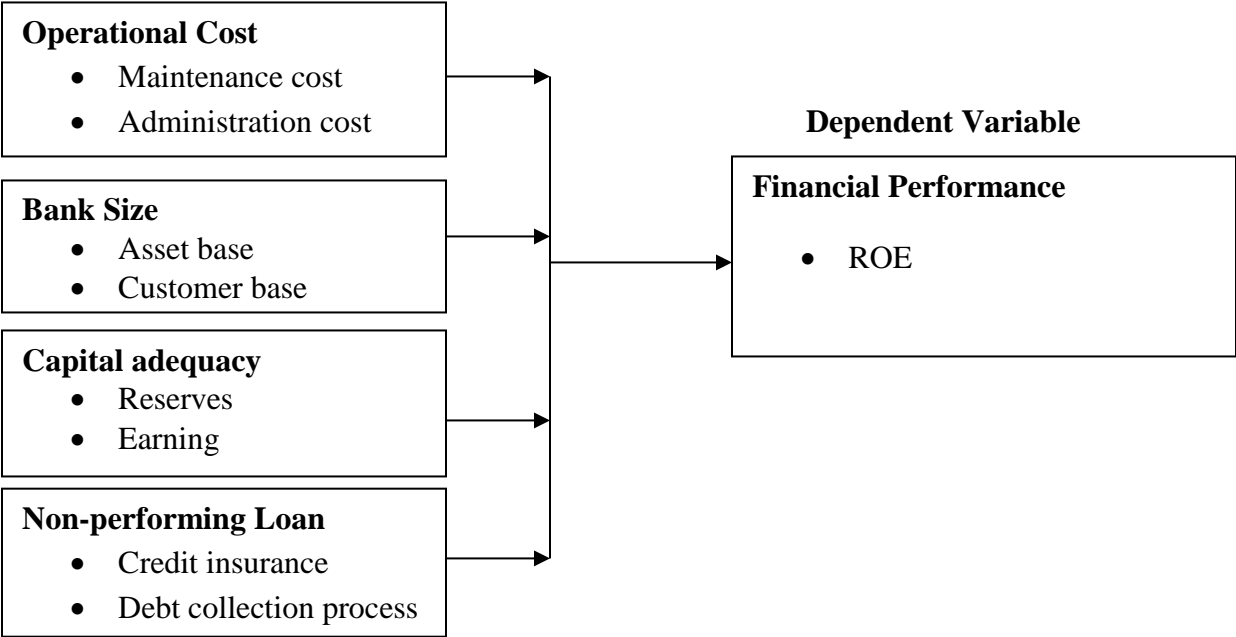 Operational Cost
• Maintenance cost
• Administration cost
Bank Size
• Asset base
• Customer base
Capital adequacy
• Reserves
• Earning
Non-performing Loan
• Credit insurance
• Debt collection process
Dependent Variable
Financial Performance
• ROE